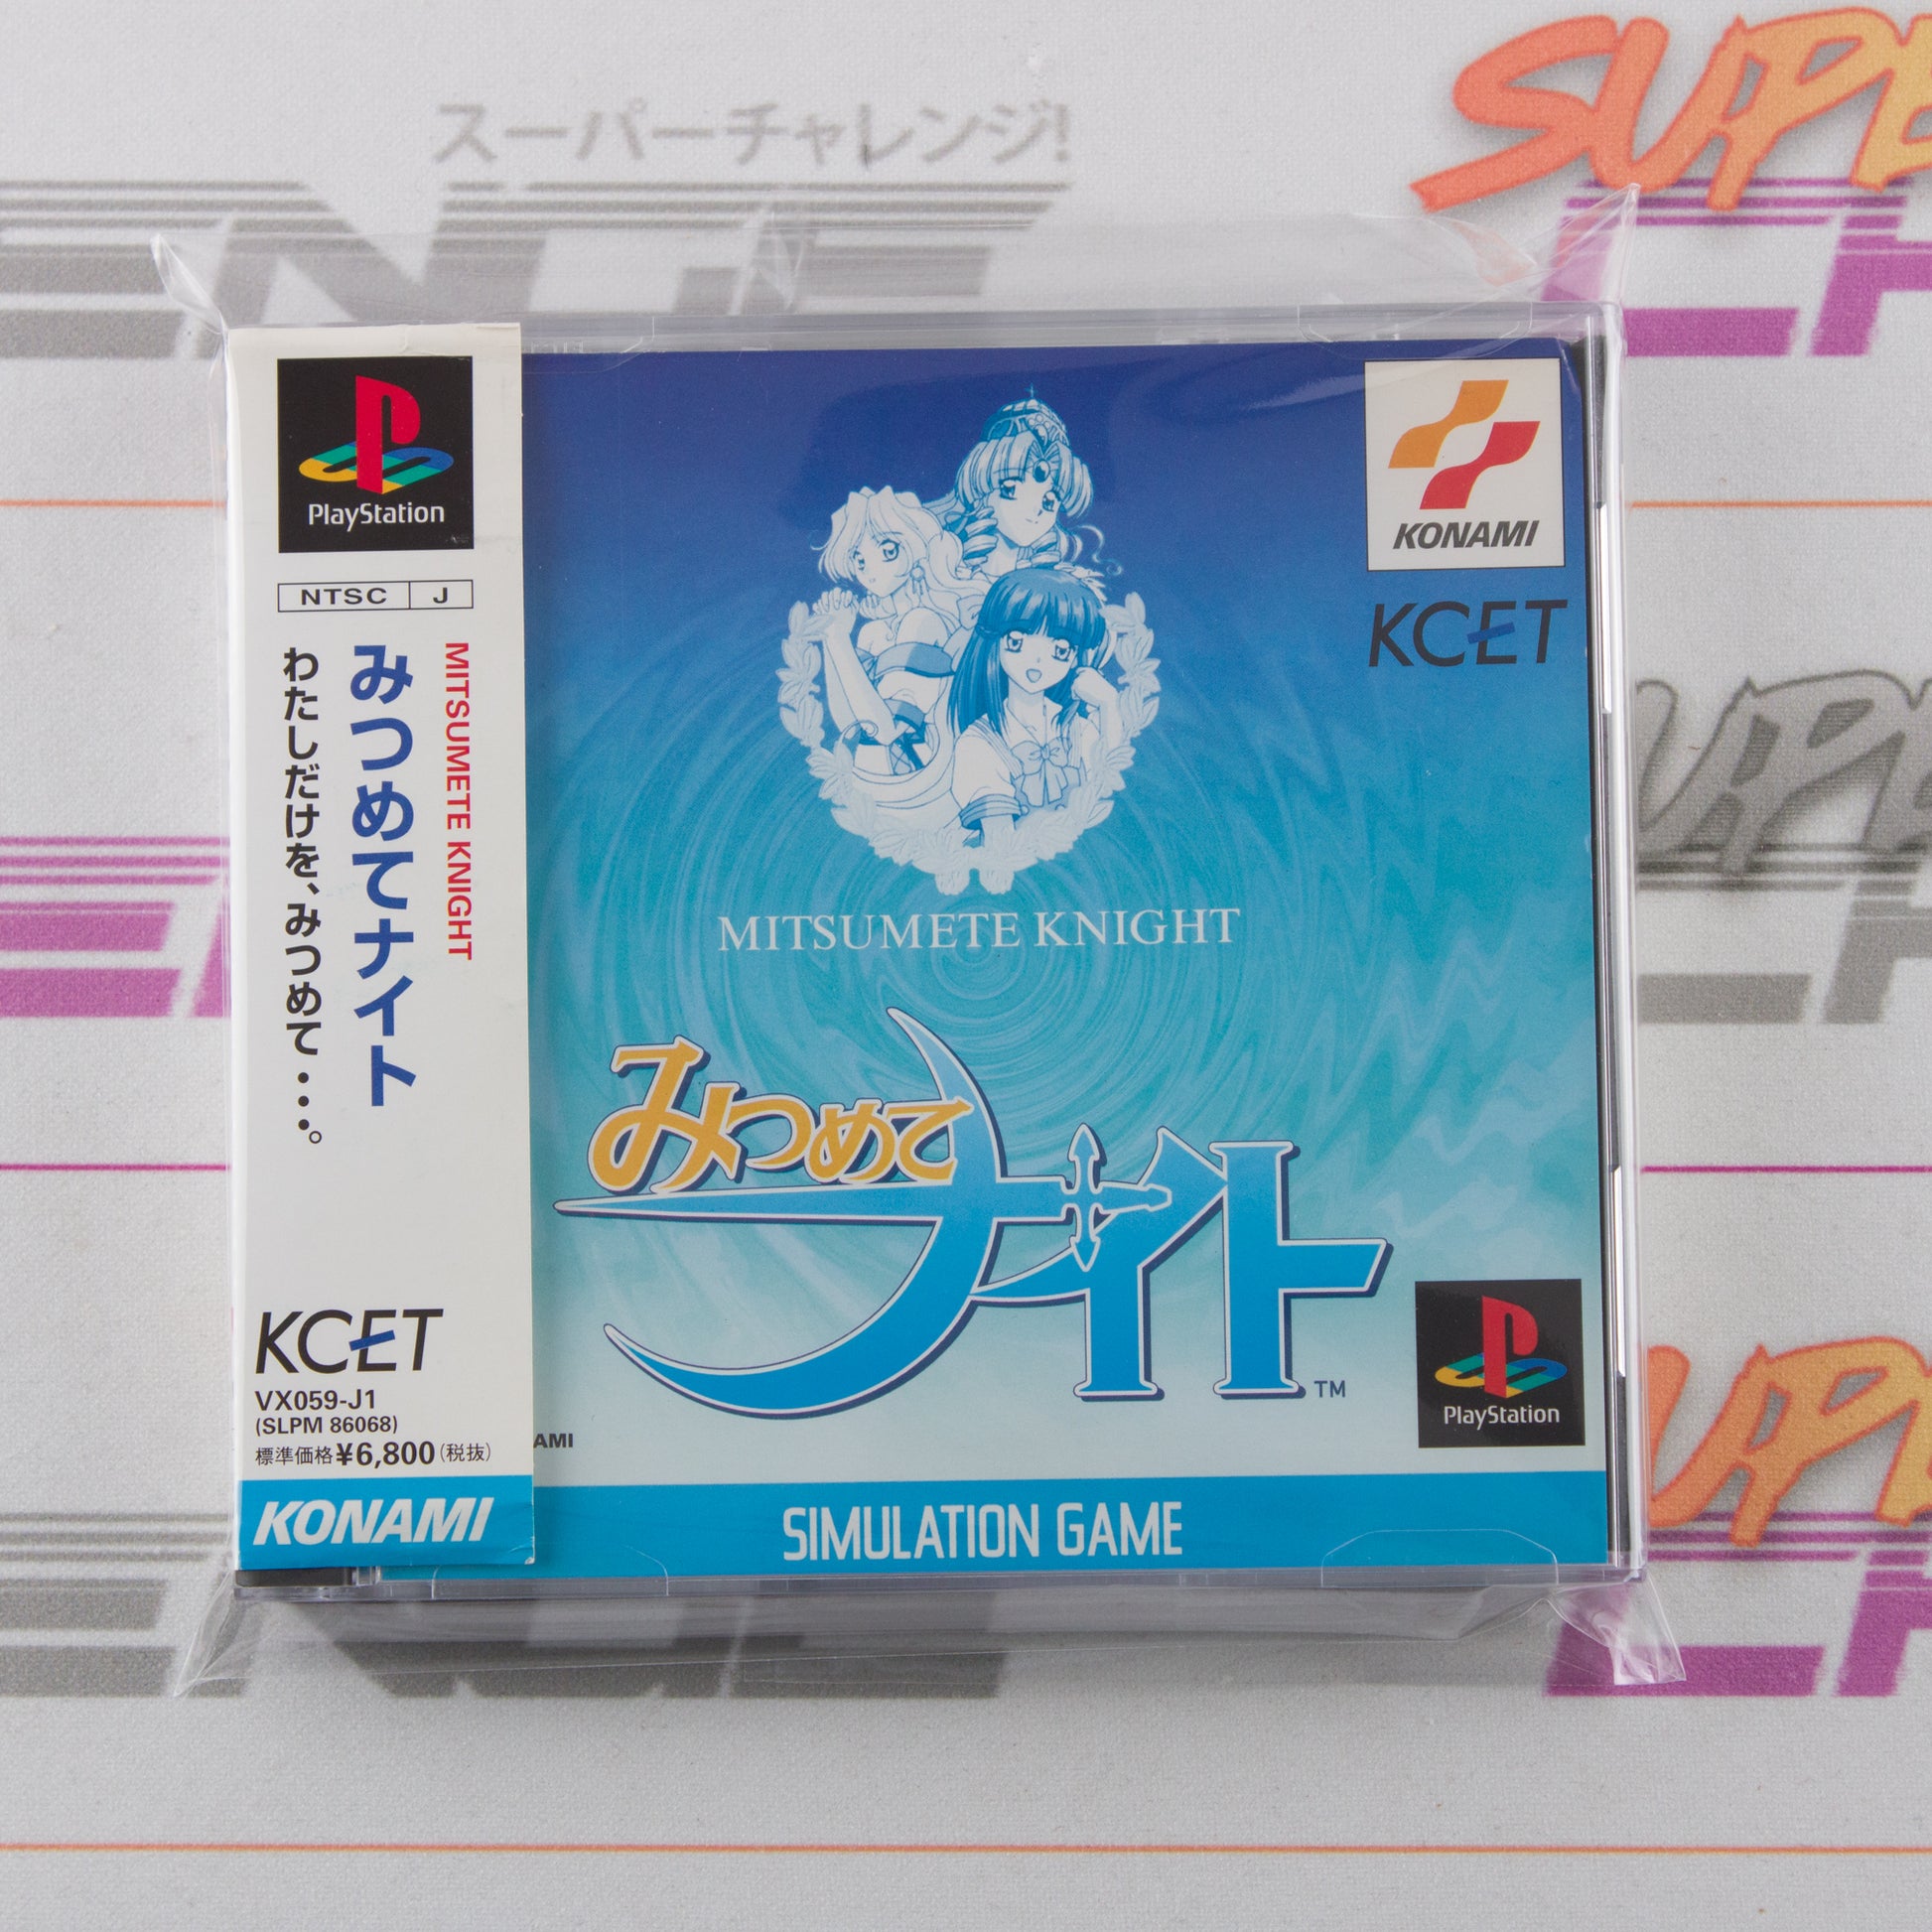 スーパーチャレンジ!
SUPE
PlayStation
NTSC J
MITSUMETE KNIGHT
みつめてナイト
わたしだけを、みつめて・・・・。
KCET
VX059-J1
(SLPM 86068)
標準価格¥6,800(税抜)
KONAMI
KONAMI
KCET
MITSUMETE KNIGHT
みつめて
ナイト
TM
PlayStation
AMI
SIMULATION GAME